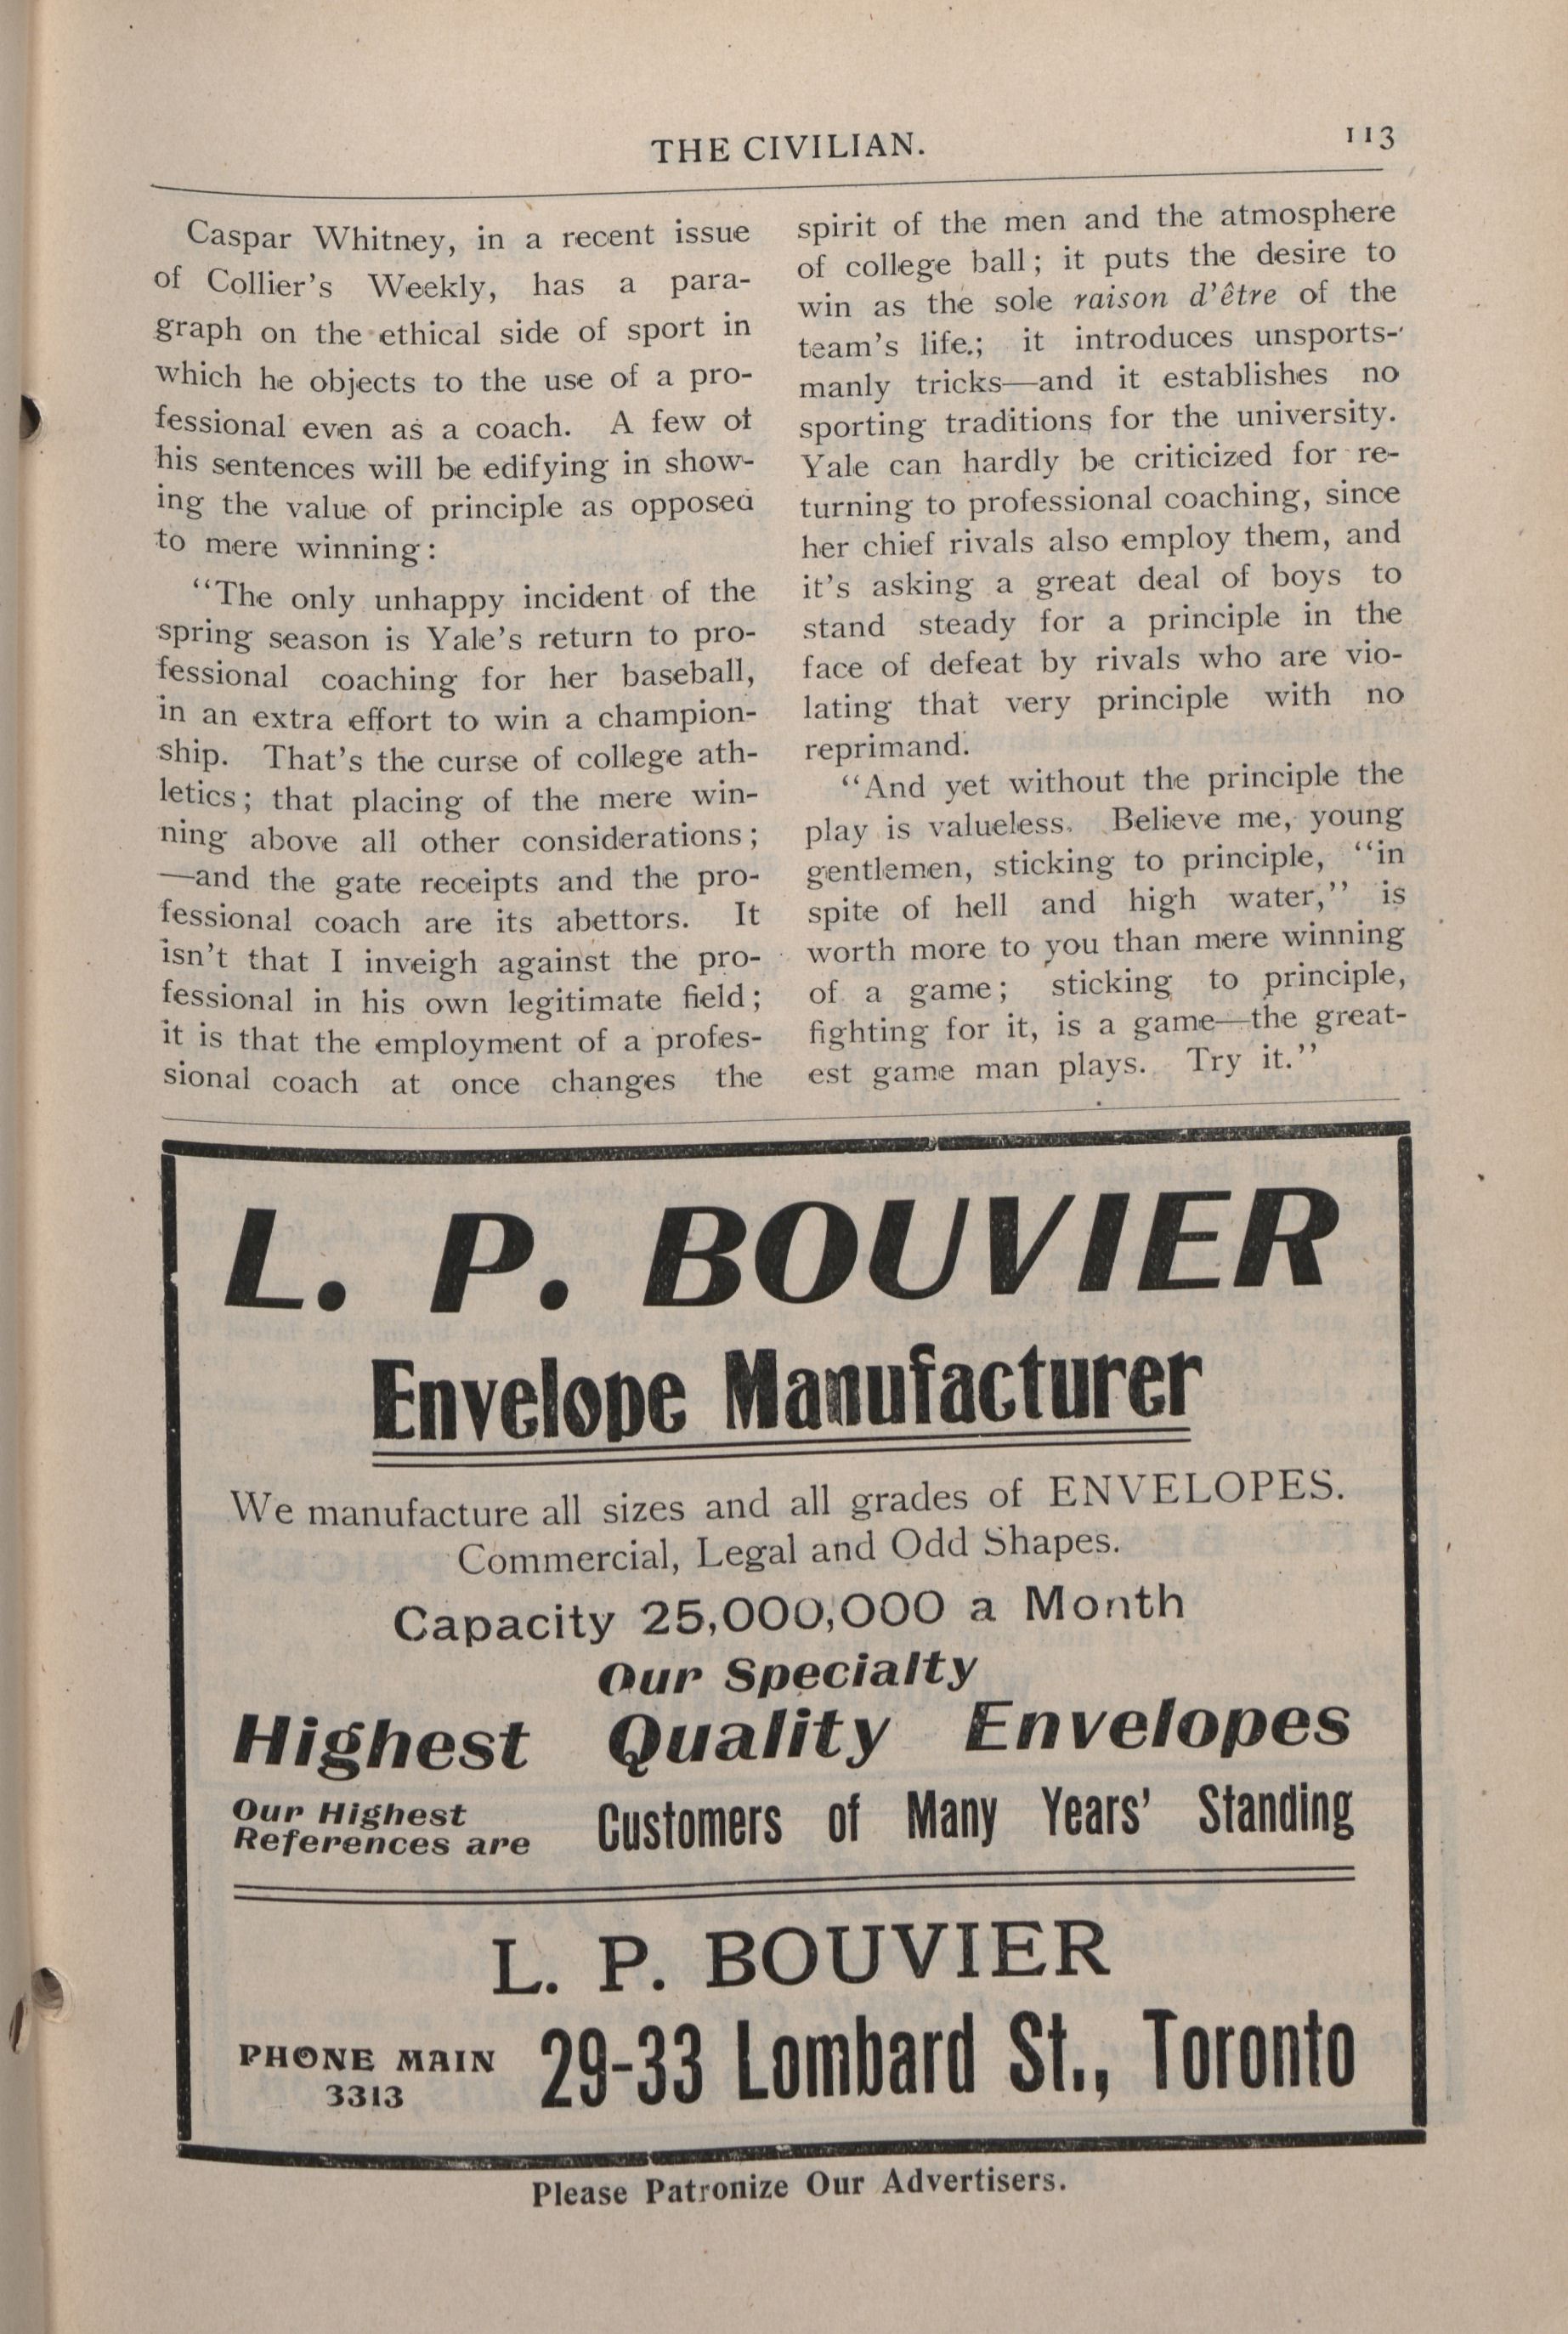 THE CIVILIAN.
113
Caspar Whitney, in a recent issue
of Collier's Weekly, has a para-
graph on the ethical side of sport in
which he objects to the use of a pro-
fessional even as a coach. A few of
his sentences will be edifying in show-
ing the value of principle as opposed
to mere winning:
"The only unhappy incident of the
spring season is Yale's return to pro-
fessional coaching for her baseball,
in an extra effort to win a champion-
ship. That's the curse of college ath-
letics; that placing of the mere win-
ning above all other considerations;
—and the gate receipts and the pro-
fessional coach are its abettors. It
isn't that I inveigh against the pro-
fessional in his own legitimate field;
it is that the employment of a profes-
sional coach at once changes the
spirit of the men and the atmosphere
of college ball; it puts the desire to
win as the sole raison d'être of the
team's life.; it introduces unsports-
manly tricks—and it establishes no
sporting traditions for the university.
Yale can hardly be criticized for re-
turning to professional coaching, since
her chief rivals also employ them, and
it's asking a great deal of boys to
stand steady for a principle in the
face of defeat by rivals who are vio-
lating that very principle with no
reprimand.
"And yet without the principle the
play is valueless. Believe me, young
gentlemen, sticking to principle, "in
spite of hell and high water," is
worth more to you than mere winning
of a game; sticking to principle,
fighting for it, is a game—the great-
est game man plays. Try it."
L. P. BOUVIER
Envelope Manufacturer
We manufacture all sizes and all grades of ENVELOPES.
Commercial, Legal and Odd Shapes.
Capacity 25,000,000 a Month
Our Specialty
Highest Quality Envelopes
Our Highest
References are
Customers of Many Years' Standing
L. P. BOUVIER
PHONE MAIN
3313
29-33 Lombard St., Toronto
Please Patronize Our Advertisers.